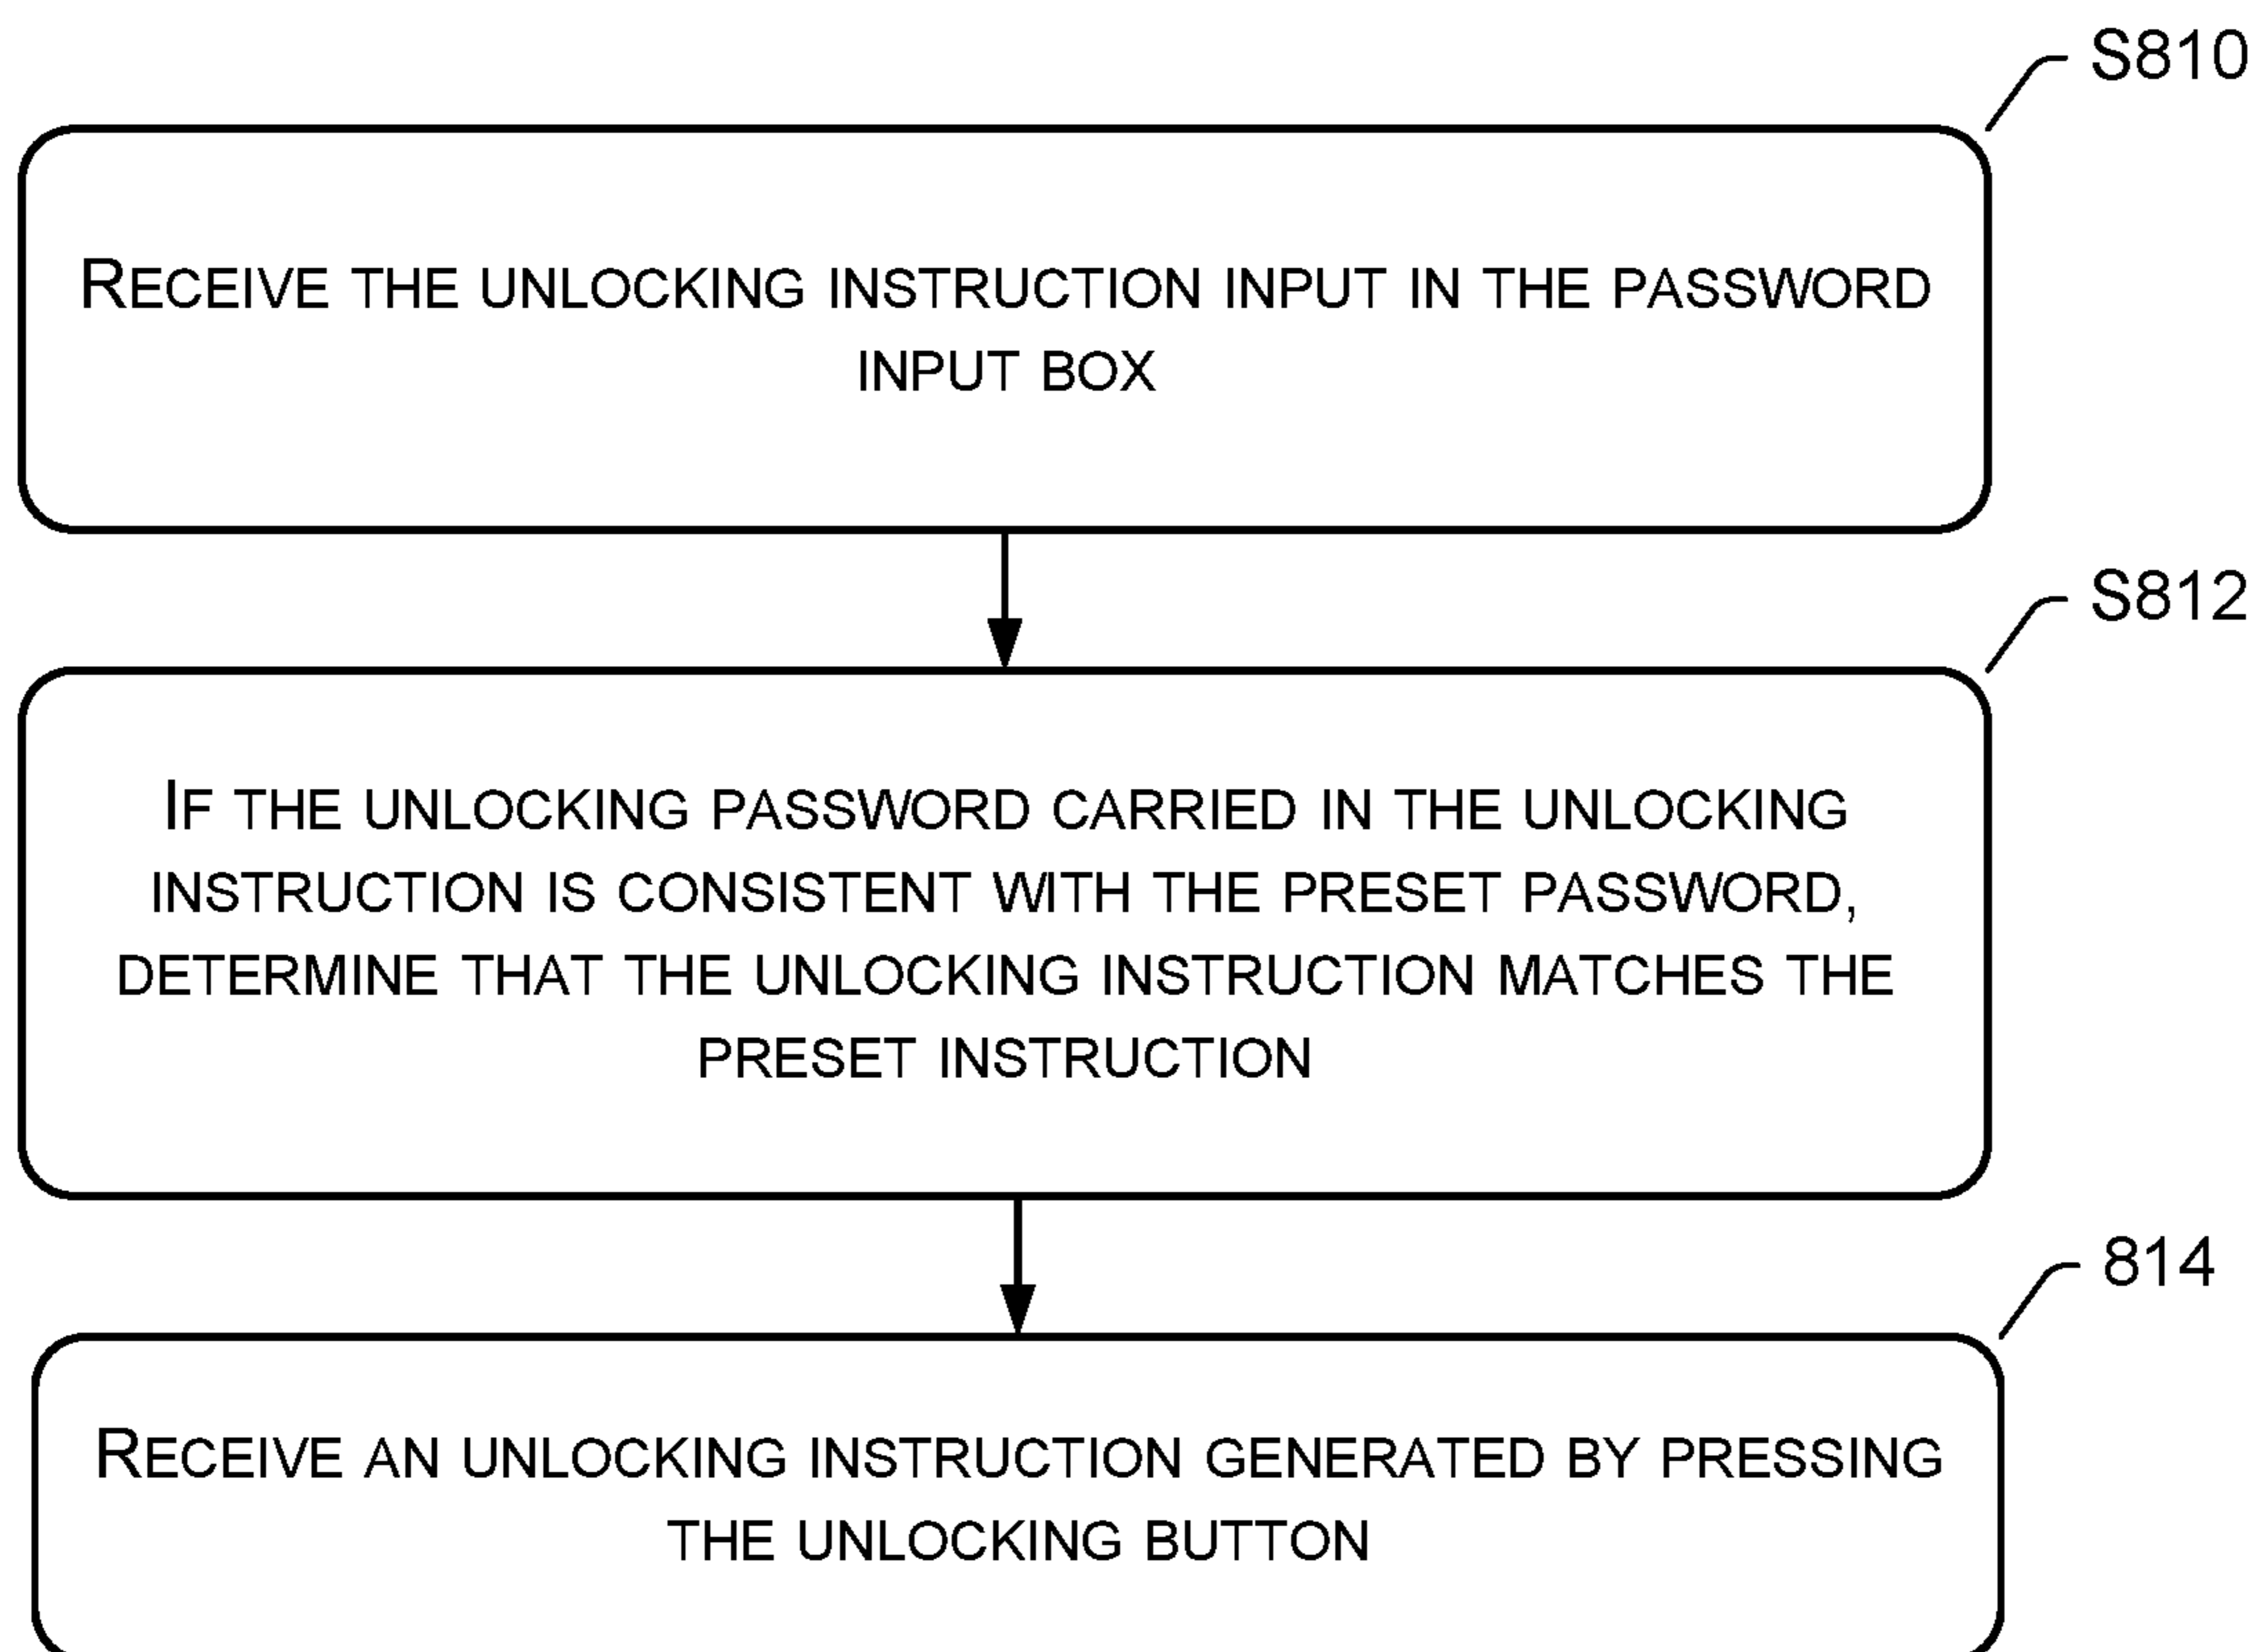 S810
RECEIVE THE UNLOCKING INSTRUCTION INPUT IN THE PASSWORD
INPUT BOX
S812
IF THE UNLOCKING PASSWORD CARRIED IN THE UNLOCKING
INSTRUCTION IS CONSISTENT WITH THE PRESET PASSWORD,
DETERMINE THAT THE UNLOCKING INSTRUCTION MATCHES THE
PRESET INSTRUCTION
814
RECEIVE AN UNLOCKING INSTRUCTION GENERATED BY PRESSING
THE UNLOCKING BUTTON